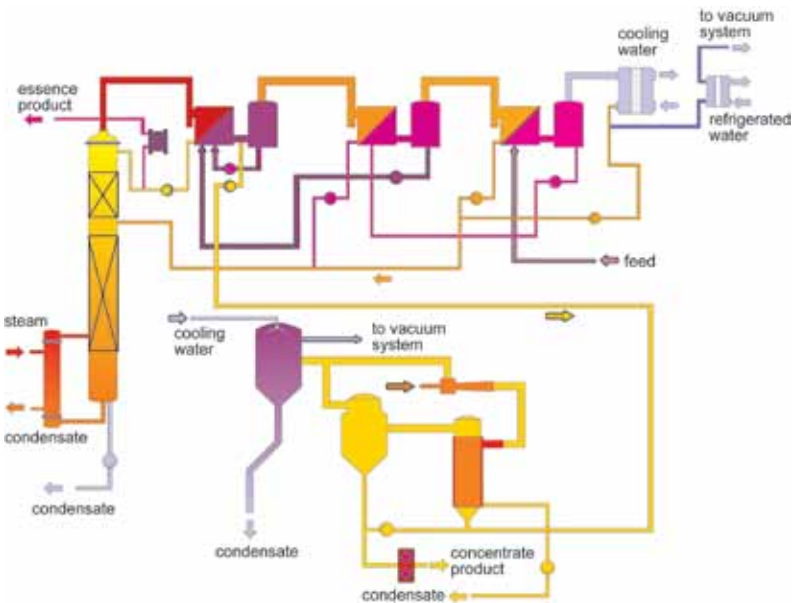 to vacuum
system
cooling
water
essence
product
refrigerated
water
feed
steam
cooling
water
to vacuum
system
condensate
condensate
condensate
concentrate
product
condensate